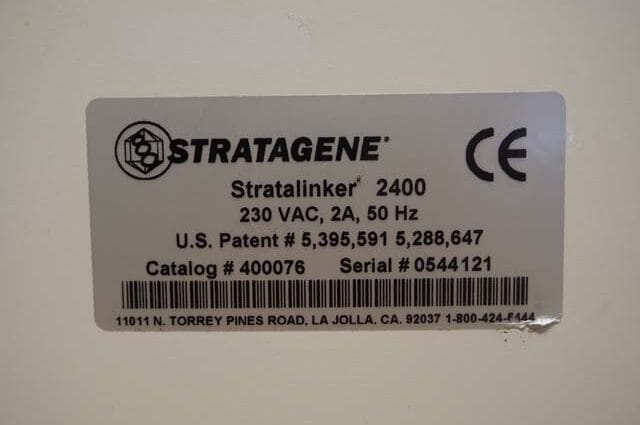 STRATAGENE®
CE
Stratalinker® 2400
230 VAC, 2A, 50 Hz
U.S. Patent # 5,395,591 5,288,647
Catalog # 400076 Serial # 0544121
11011 N. TORREY PINES ROAD. LA JOLLA. CA. 92037